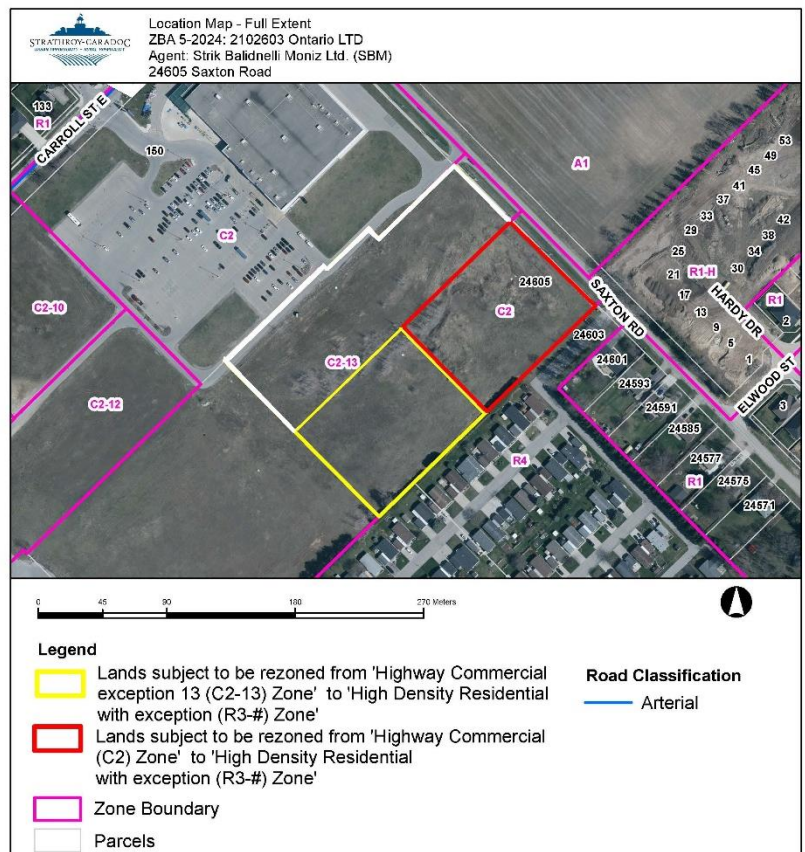 STRATHROY-CARADOC
Location Map - Full Extent
ZBA 5-2024: 2102603 Ontario LTD
Agent: Strik Balidnelli Moniz Ltd. (SBM)
24605 Saxton Road
133
R1
CARROLL ST E
150
C2
A1
53
49
45
41
37
33
29
25
21
17
13
9
5
1
42
38
34
30
R1-H
HARDY DR
R1
2
ELWOOD ST
3
SAXTON RD
24605
C2
24603
C2-10
C2-13
C2-12
24601
24593
24591
24585
24577
R1
24575
24571
R4
0 45 90 180 270 Meters
Legend
Lands subject to be rezoned from 'Highway Commercial
exception 13 (C2-13) Zone' to 'High Density Residential
with exception (R3-#) Zone'
Lands subject to be rezoned from 'Highway Commercial
(C2) Zone' to 'High Density Residential
with exception (R3-#) Zone'
Zone Boundary
Parcels
Road Classification
Arterial